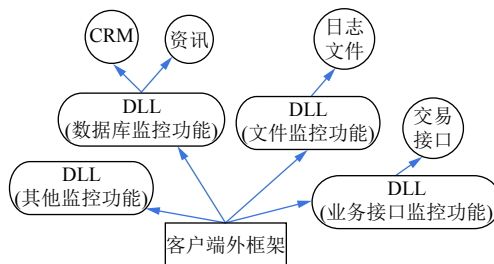 CRM
资讯
日志
文件
DLL
(数据库监控功能)
DLL
(文件监控功能)
交易
接口
DLL
(其他监控功能)
DLL
(业务接口监控功能)
客户端外框架